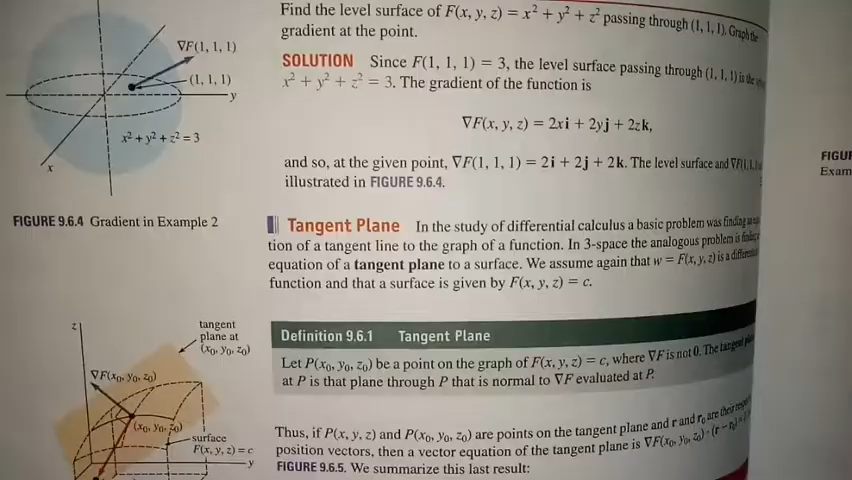 Find the level surface of F(x, y, z) = x² + y² + z² passing through (1, 1, 1). Graph the
gradient at the point.
SOLUTION Since F(1, 1, 1) = 3, the level surface passing through (1, 1, 1) is the
x² + y² + z² = 3. The gradient of the function is
∇F(x, y, z) = 2xi + 2yj + 2zk,
and so, at the given point, ∇F(1, 1, 1) = 2i + 2j + 2k. The level surface and ∇F(1, 1,
illustrated in FIGURE 9.6.4.
∇F(1, 1, 1)
(1, 1, 1)
y
x² + y² + z² = 3
x
FIGURE 9.6.4 Gradient in Example 2
Tangent Plane In the study of differential calculus a basic problem was finding
tion of a tangent line to the graph of a function. In 3-space the analogous problem is
equation of a tangent plane to a surface. We assume again that w = F(x, y, z) is a
function and that a surface is given by F(x, y, z) = c.
Definition 9.6.1 Tangent Plane
Let P(x₀, y₀, z₀) be a point on the graph of F(x, y, z) = c, where ∇F is not 0. The tangent
at P is that plane through P that is normal to ∇F evaluated at P.
Thus, if P(x, y, z) and P(x₀, y₀, z₀) are points on the tangent plane and r and r₀ are their
position vectors, then a vector equation of the tangent plane is ∇F(x₀, y₀, z₀) · (r − r₀) =
FIGURE 9.6.5. We summarize this last result:
z
tangent
plane at
(x₀, y₀, z₀)
∇F(x₀, y₀, z₀)
(x₀, y₀, z₀)
surface
F(x, y, z) = c
y
FIGU
Exam